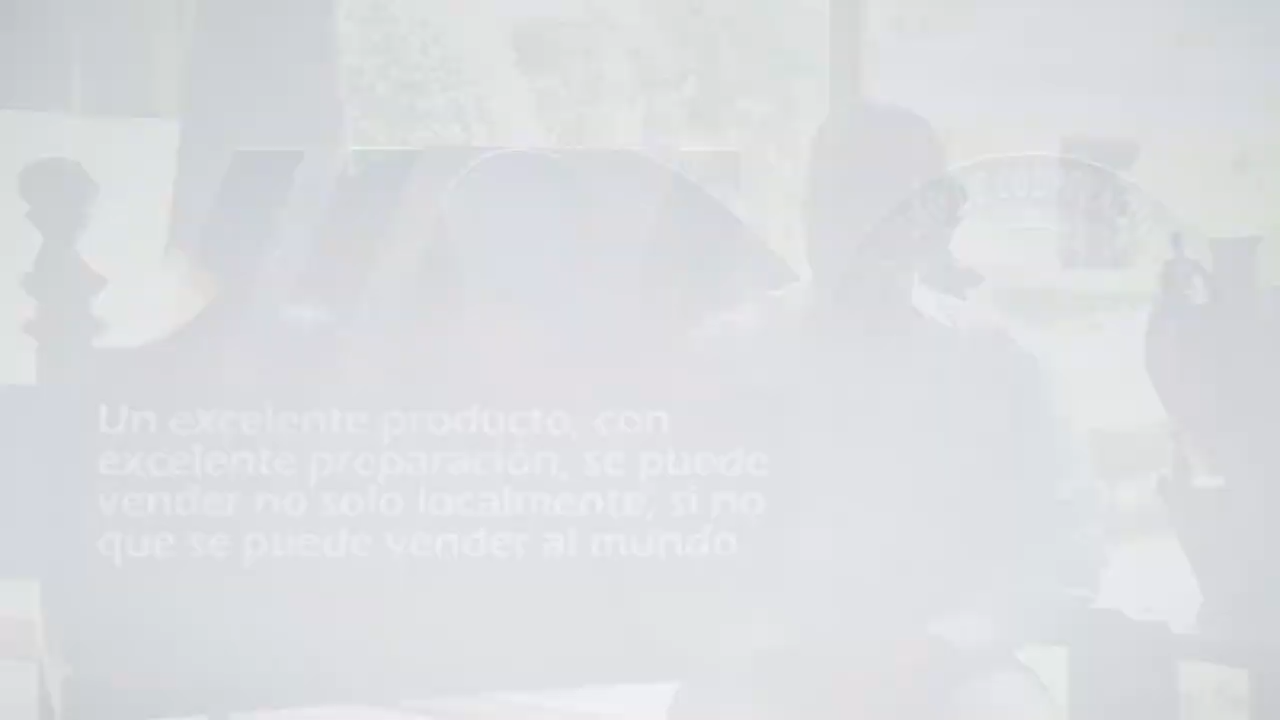 Un excelente producto, con
excelente preparación, se puede
vender no solo localmente, si no
que se puede vender al mundo